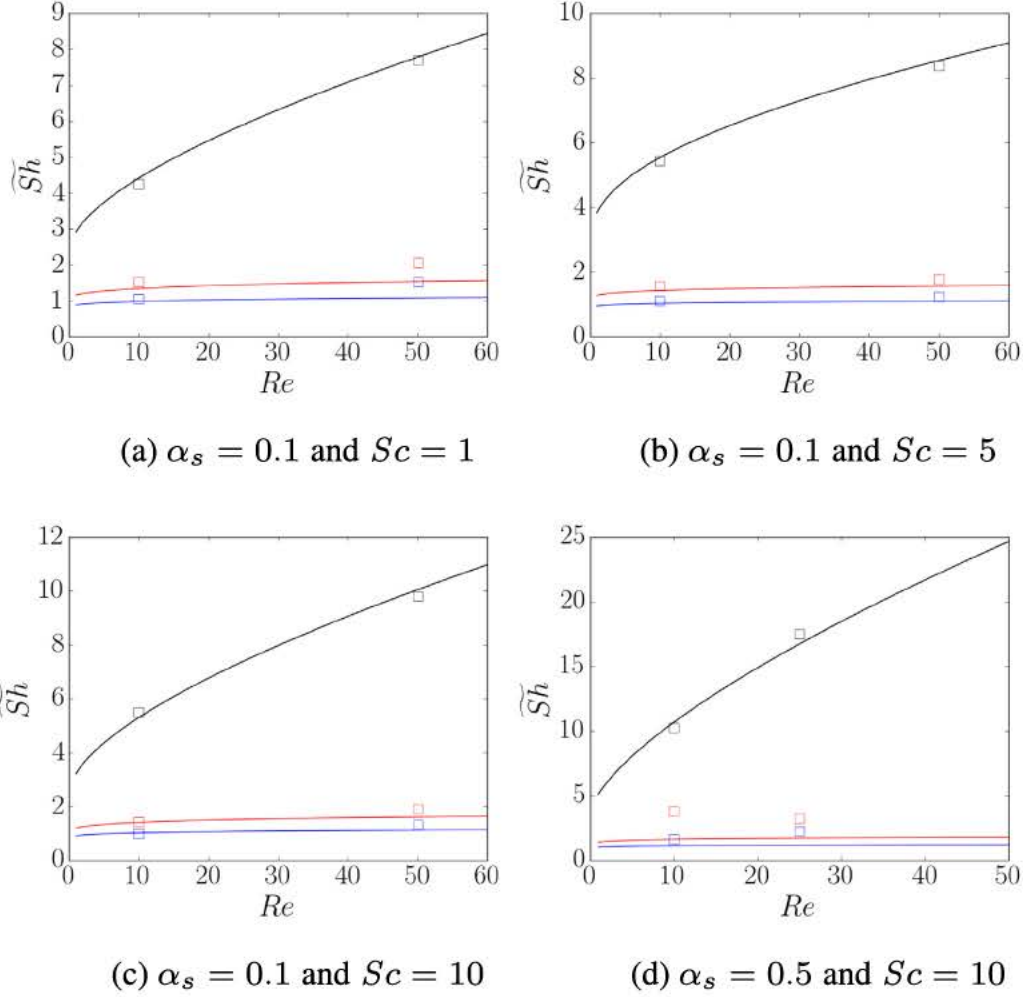 9
8
7
6
5
4
3
2
1
0
S̃h
0 10 20 30 40 50 60
Re
(a) αₛ = 0.1 and Sc = 1
10
8
6
4
2
0
S̃h
0 10 20 30 40 50 60
Re
(b) αₛ = 0.1 and Sc = 5
12
10
8
6
4
2
0
S̃h
0 10 20 30 40 50 60
Re
(c) αₛ = 0.1 and Sc = 10
25
20
15
10
5
0
S̃h
0 10 20 30 40 50
Re
(d) αₛ = 0.5 and Sc = 10